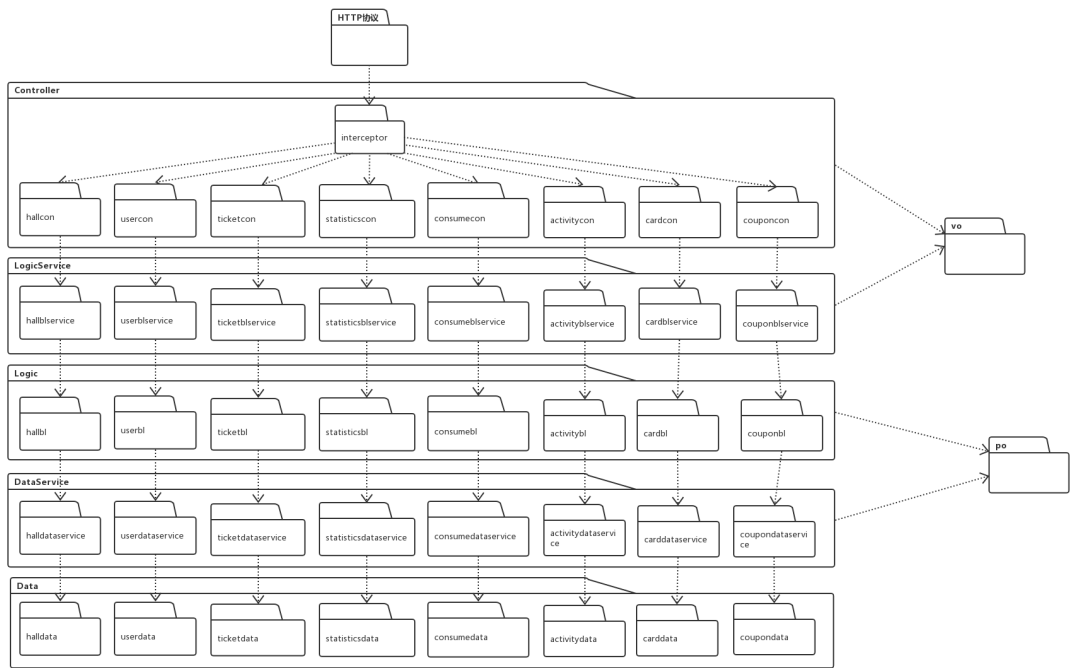 HTTP协议
Controller
interceptor
hallcon
usercon
ticketcon
statisticscon
consumecon
activitycon
cardcon
couponcon
vo
LogicService
hallblservice
userblservice
ticketblservice
statisticsblservice
consumeblservice
activityblservice
cardblservice
couponblservice
Logic
hallbl
userbl
ticketbl
statisticsbl
consumebl
activitybl
cardbl
couponbl
po
DataService
halldataservice
userdataservice
ticketdataservice
statisticsdataservice
consumedataservice
activitydataservi
ce
carddataservice
coupondataservi
ce
Data
halldata
userdata
ticketdata
statisticsdata
consumedata
activitydata
carddata
coupondata